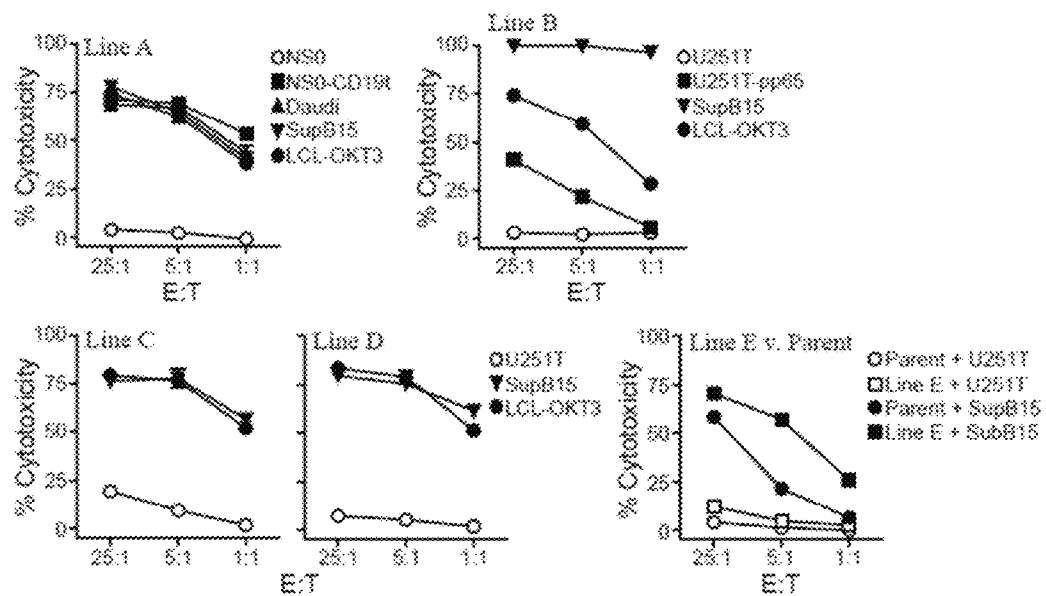 Line A
% Cytotoxicity
100
75
50
25
0
25:1 5:1 1:1
E:T
NS0
NS0-CD19t
Daudi
SupB15
LCL-OKT3
Line B
% Cytotoxicity
100
75
50
25
0
25:1 5:1 1:1
E:T
U251T
U251T-pp65
SupB15
LCL-OKT3
Line C
% Cytotoxicity
100
75
50
25
0
25:1 5:1 1:1
Line D
25:1 5:1 1:1
E:T
U251T
SupB15
LCL-OKT3
Line E v. Parent
% Cytotoxicity
100
75
50
25
0
25:1 5:1 1:1
E:T
Parent + U251T
Line E + U251T
Parent + SupB15
Line E + SubB15